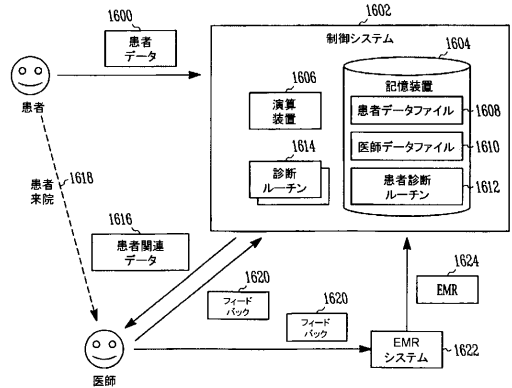 1600
患者
データ
患者
1602
制御システム
1604
記憶装置
1606
演算
装置
患者データファイル
1608
医師データファイル
1610
1614
診断
ルーチン
患者診断
ルーチン
1612
1618
患者
来院
1616
患者関連
データ
1620
フィード
バック
1620
フィード
バック
1624
EMR
EMR
システム
1622
医師